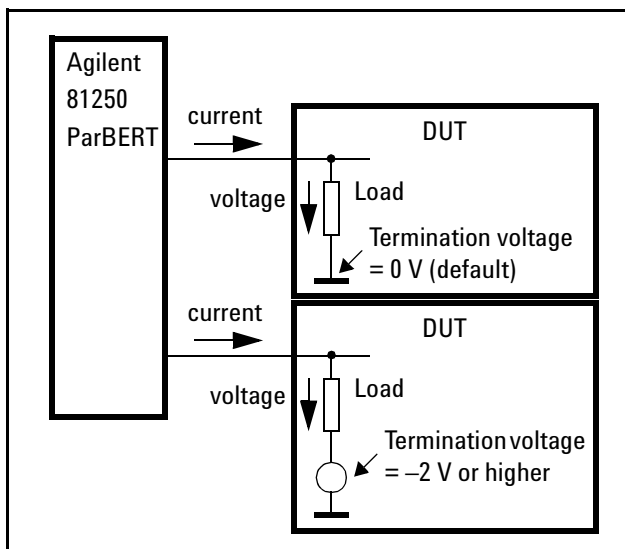 Agilent
81250
ParBERT
current
DUT
voltage
Load
Termination voltage
= 0 V (default)
current
DUT
voltage
Load
Termination voltage
= –2 V or higher